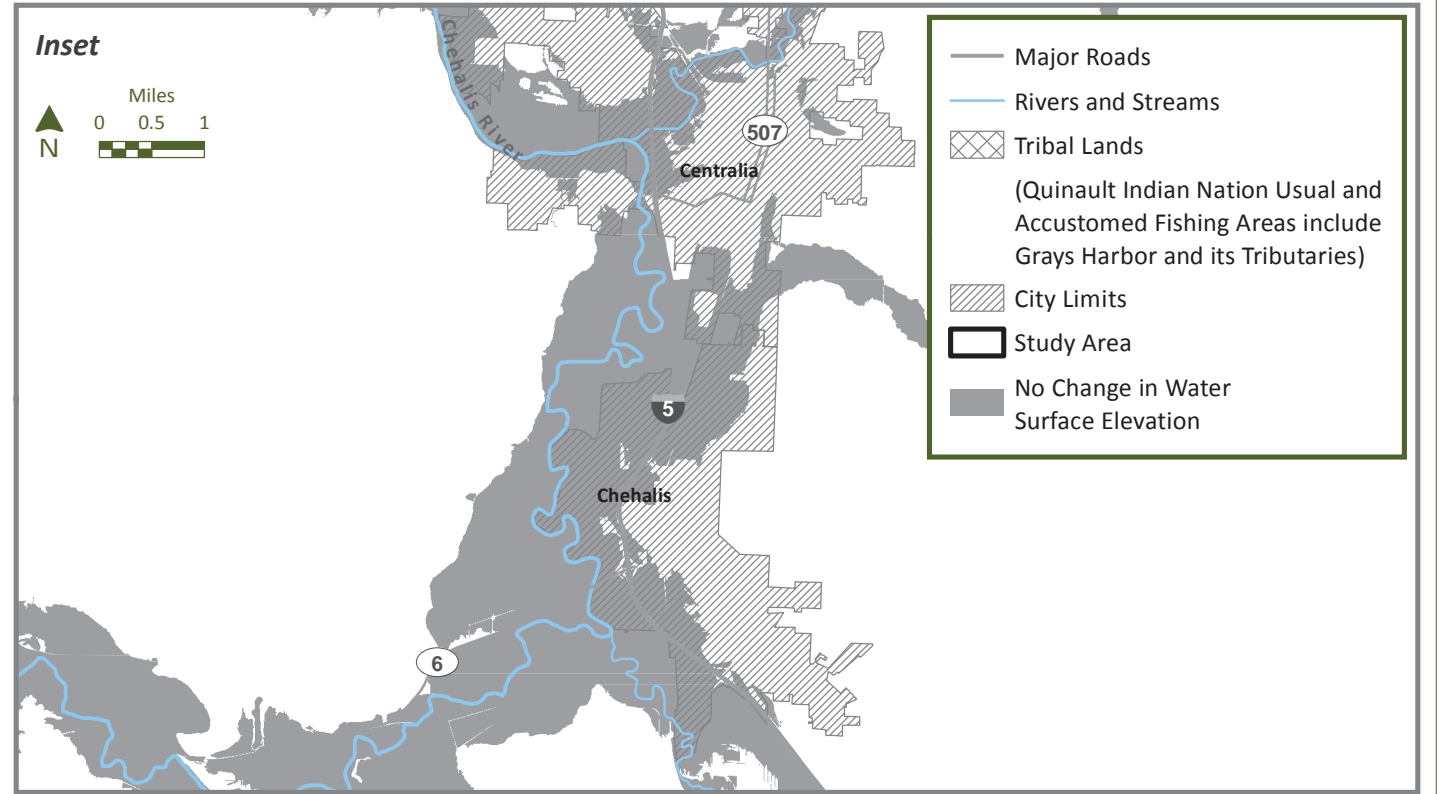 Inset
Miles
0 0.5 1
N
Chehalis River
507
Centralia
5
Chehalis
6
Major Roads
Rivers and Streams
Tribal Lands
(Quinault Indian Nation Usual and
Accustomed Fishing Areas include
Grays Harbor and its Tributaries)
City Limits
Study Area
No Change in Water
Surface Elevation